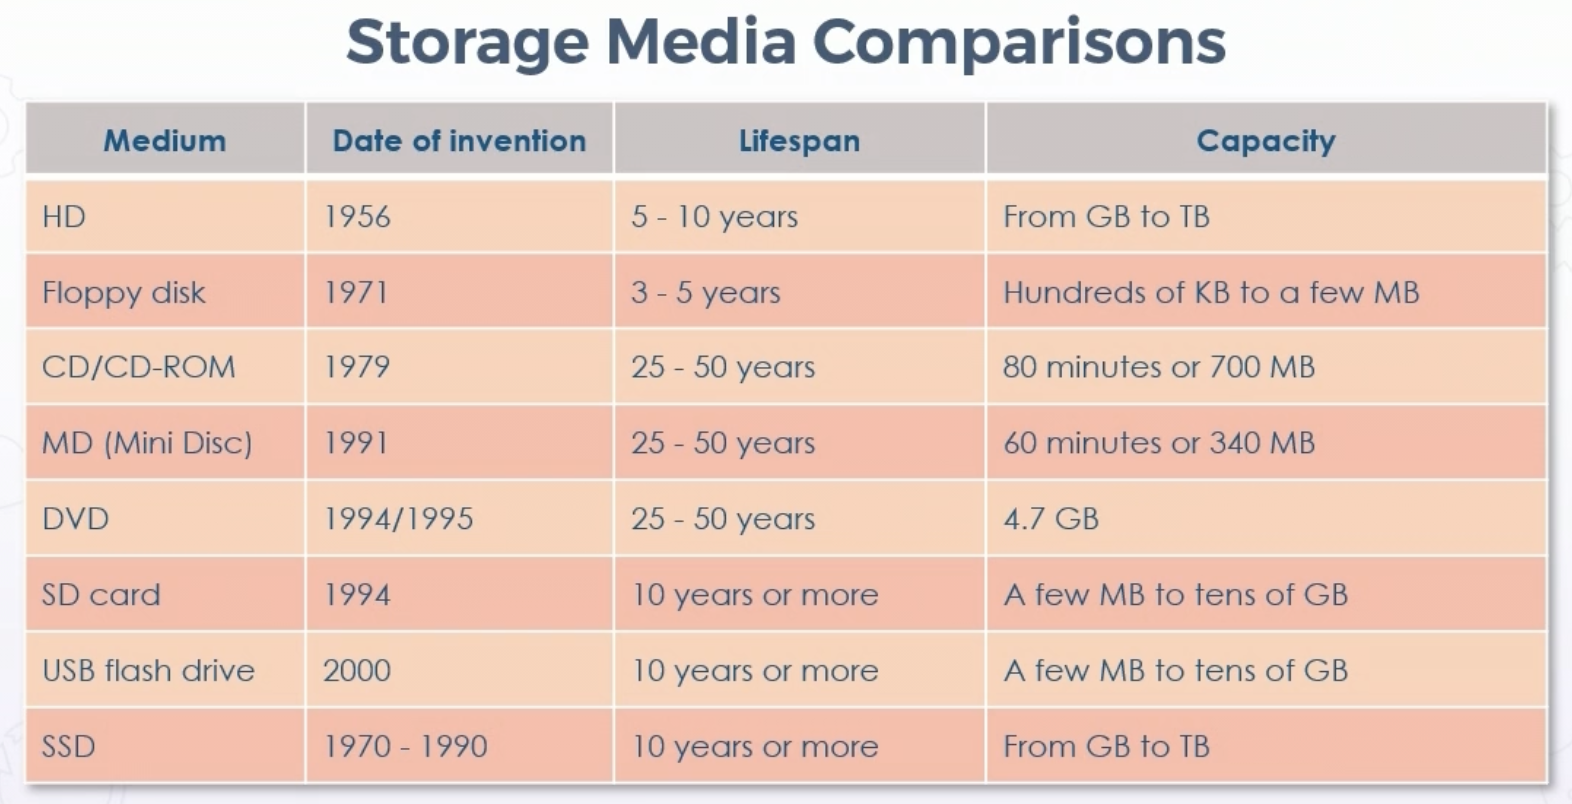 Storage Media Comparisons
Medium Date of invention Lifespan Capacity
HD 1956 5 - 10 years From GB to TB
Floppy disk 1971 3 - 5 years Hundreds of KB to a few MB
CD/CD-ROM 1979 25 - 50 years 80 minutes or 700 MB
MD (Mini Disc) 1991 25 - 50 years 60 minutes or 340 MB
DVD 1994/1995 25 - 50 years 4.7 GB
SD card 1994 10 years or more A few MB to tens of GB
USB flash drive 2000 10 years or more A few MB to tens of GB
SSD 1970 - 1990 10 years or more From GB to TB